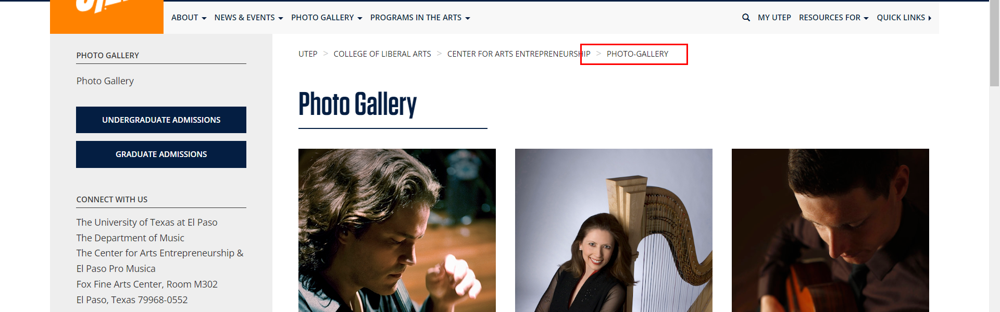 ABOUT NEWS & EVENTS PHOTO GALLERY PROGRAMS IN THE ARTS MY UTEP RESOURCES FOR QUICK LINKS
PHOTO GALLERY
Photo Gallery
UNDERGRADUATE ADMISSIONS
GRADUATE ADMISSIONS
CONNECT WITH US
The University of Texas at El Paso
The Department of Music
The Center for Arts Entrepreneurship &
El Paso Pro Musica
Fox Fine Arts Center, Room M302
El Paso, Texas 79968-0552
UTEP > COLLEGE OF LIBERAL ARTS > CENTER FOR ARTS ENTREPRENEURSHIP > PHOTO-GALLERY
Photo Gallery